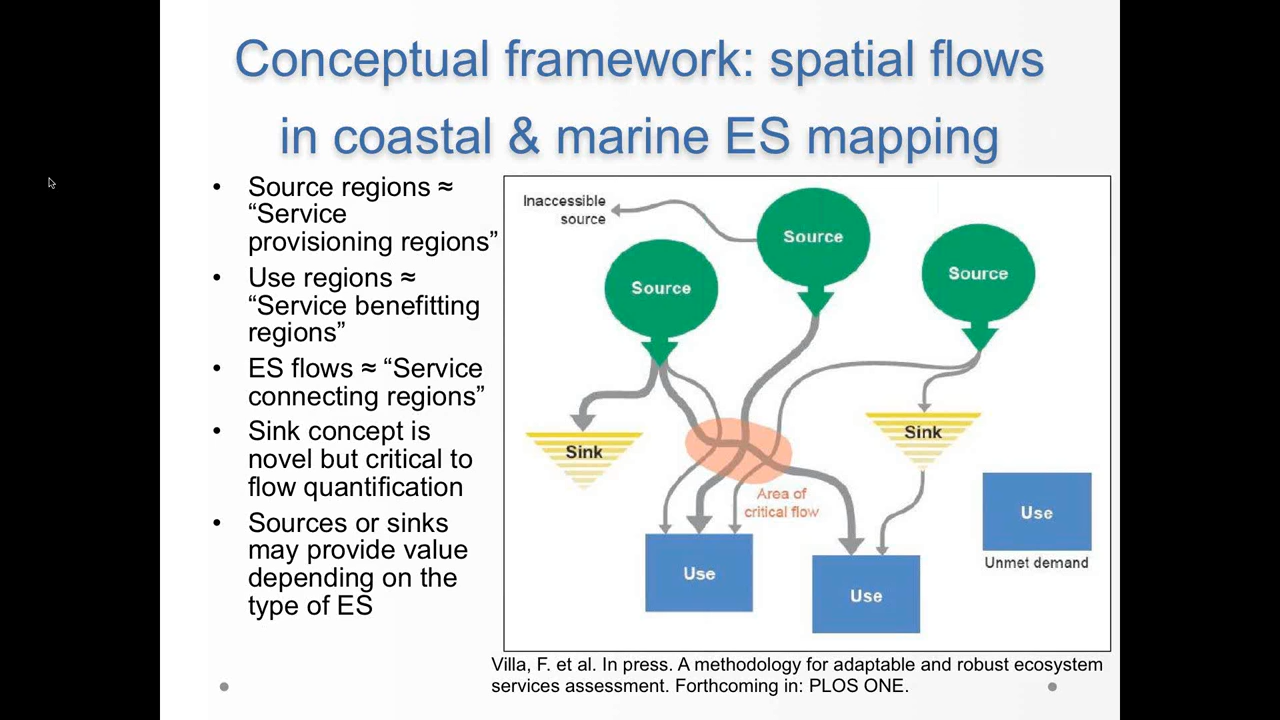 Conceptual framework: spatial flows
in coastal & marine ES mapping
• Source regions ≈
“Service
provisioning regions”
• Use regions ≈
“Service benefitting
regions”
• ES flows ≈ “Service
connecting regions”
• Sink concept is
novel but critical to
flow quantification
• Sources or sinks
may provide value
depending on the
type of ES
Inaccessible
source
Source
Source
Source
Sink
Sink
Area of
critical flow
Use
Use
Use
Unmet demand
Villa, F. et al. In press. A methodology for adaptable and robust ecosystem
services assessment. Forthcoming in: PLOS ONE.